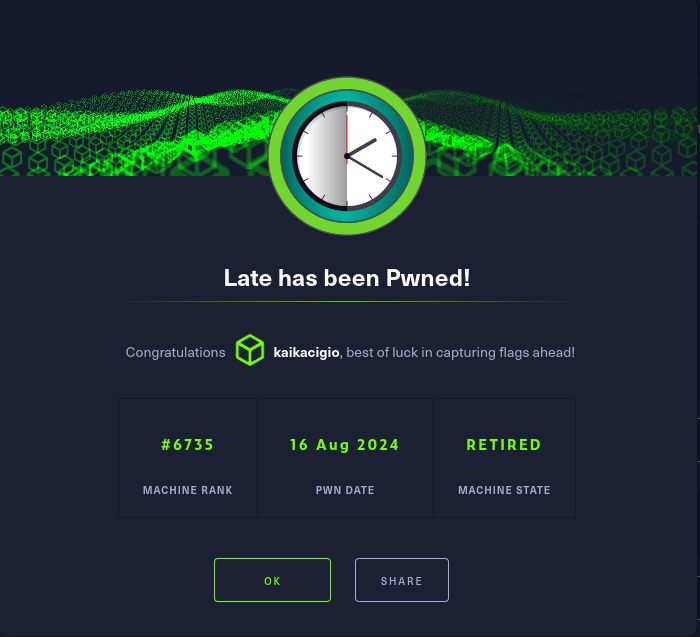 Late has been Pwned!
Congratulations kaikacigio, best of luck in capturing flags ahead!
#6735 16 Aug 2024 RETIRED
MACHINE RANK PWN DATE MACHINE STATE
OK SHARE